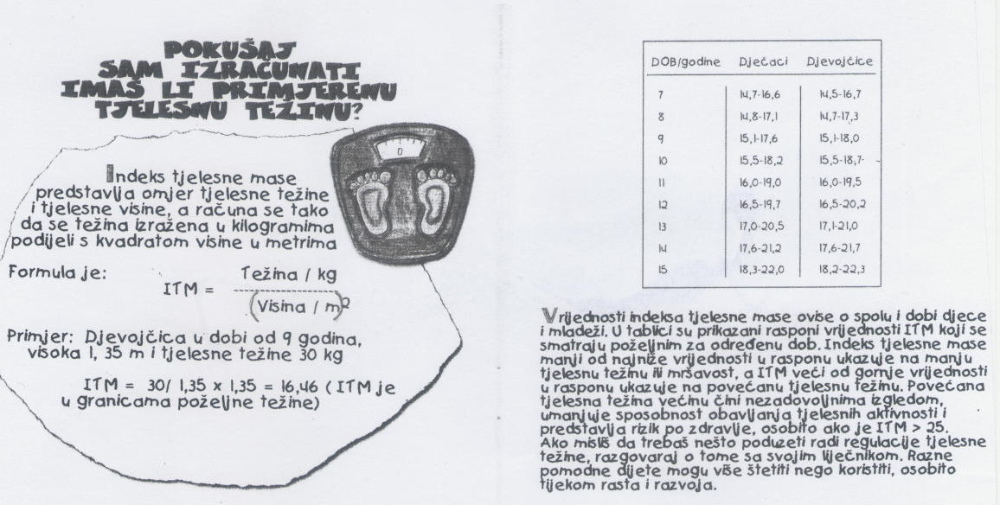 POKUŠAJ
SAM IZRAČUNATI
IMAŠ LI PRIMJERENU
TJELESNU TEŽINU?
0
Indeks tjelesne mase
predstavlja omjer tjelesne težine
i tjelesne visine, a računa se tako
da se težina izražena u kilogramima
podijeli s kvadratom visine u metrima
Formula je:
ITM = Težina / kg
(Visina / m)²
Primjer: Djevojčica u dobi od 9 godina,
visoka 1, 35 m i tjelesne težine 30 kg
ITM = 30/ 1,35 x 1,35 = 16,46 ( ITM je
u granicama poželjne težine)
DOB/godine Dječaci Djevojčice
7 14,7-16,6 14,5-16,7
8 14,8-17,1 14,7-17,3
9 15,1-17,6 15,1-18,0
10 15,5-18,2 15,5-18,7-
11 16,0-19,0 16,0-19,5
12 16,5-19,7 16,5-20,2
13 17,0-20,5 17,1-21,0
14 17,6-21,2 17,6-21,7
15 18,3-22,0 18,2-22,3
Vrijednosti indeksa tjelesne mase ovise o spolu i dobi djece
i mladeži. U tablici su prikazani rasponi vrijednosti ITM koji se
smatraju poželjnim za određenu dob. Indeks tjelesne mase
manji od najniže vrijednosti u rasponu ukazuje na manju
tjelesnu težinu ili mršavost, a ITM veći od gornje vrijednosti
u rasponu ukazuje na povećanu tjelesnu težinu. Povećana
tjelesna težina većinu čini nezadovoljnima izgledom,
umanjuje sposobnost obavljanja tjelesnih aktivnosti i
predstavlja rizik po zdravlje, osobito ako je ITM > 25.
Ako misliš da trebaš nešto poduzeti radi regulacije tjelesne
težine, razgovaraj o tome sa svojim liječnikom. Razne
pomodne dijete mogu više štetiti nego koristiti, osobito
tijekom rasta i razvoja.